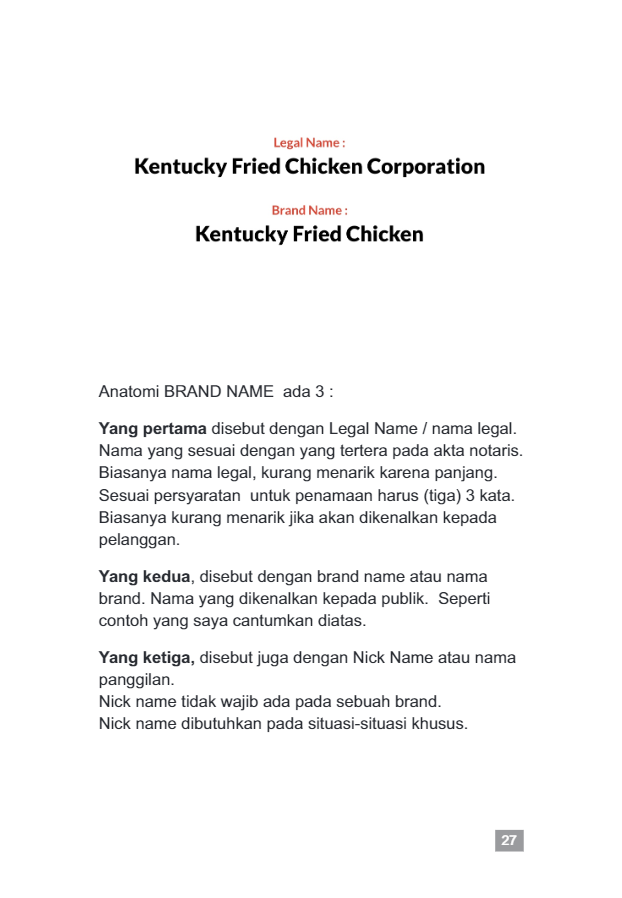 Legal Name :
Kentucky Fried Chicken Corporation
Brand Name :
Kentucky Fried Chicken
Anatomi BRAND NAME  ada 3 :
Yang pertama disebut dengan Legal Name / nama legal.
Nama yang sesuai dengan yang tertera pada akta notaris.
Biasanya nama legal, kurang menarik karena panjang.
Sesuai persyaratan  untuk penamaan harus (tiga) 3 kata.
Biasanya kurang menarik jika akan dikenalkan kepada
pelanggan.
Yang kedua, disebut dengan brand name atau nama
brand. Nama yang dikenalkan kepada publik.  Seperti
contoh yang saya cantumkan diatas.
Yang ketiga, disebut juga dengan Nick Name atau nama
panggilan.
Nick name tidak wajib ada pada sebuah brand.
Nick name dibutuhkan pada situasi-situasi khusus.
27